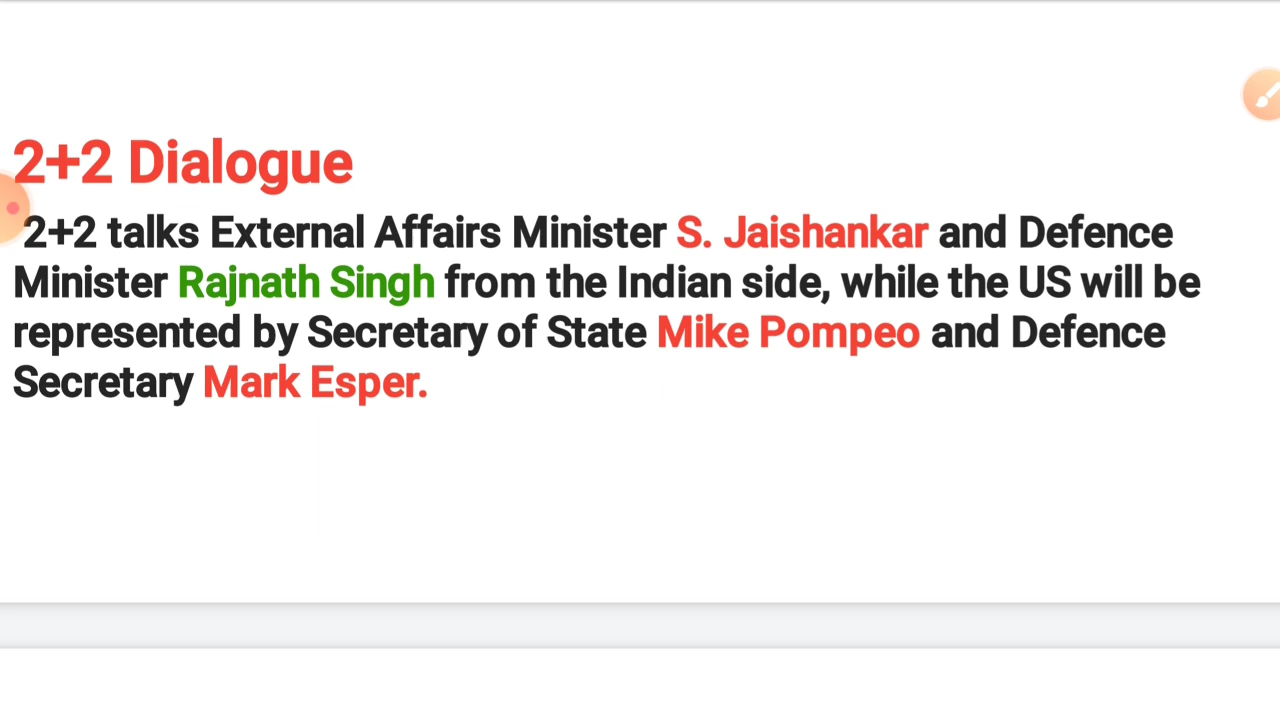 2+2 Dialogue
2+2 talks External Affairs Minister S. Jaishankar and Defence
Minister Rajnath Singh from the Indian side, while the US will be
represented by Secretary of State Mike Pompeo and Defence
Secretary Mark Esper.